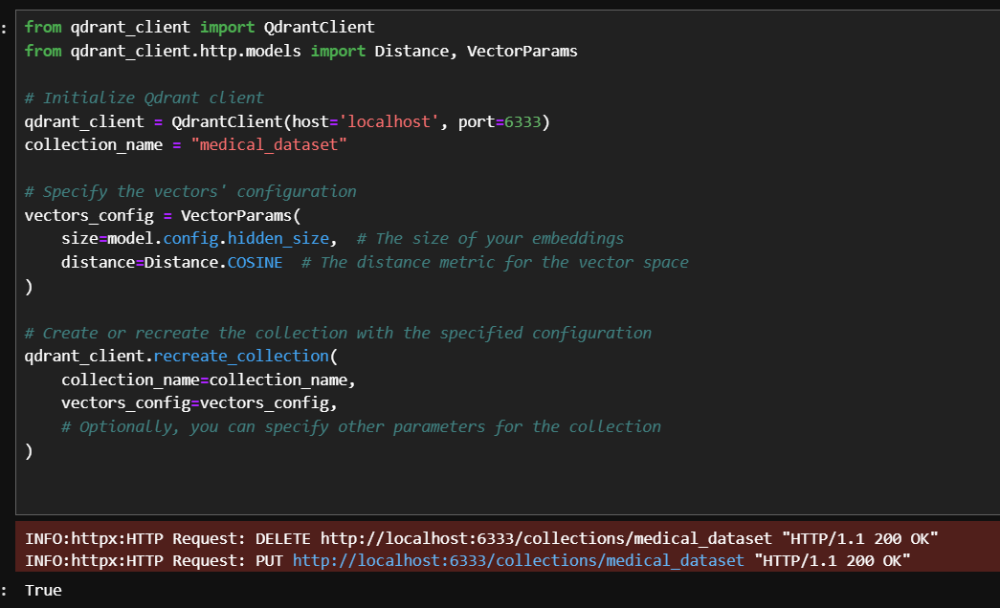 :
from qdrant_client import QdrantClient
from qdrant_client.http.models import Distance, VectorParams

# Initialize Qdrant client
qdrant_client = QdrantClient(host='localhost', port=6333)
collection_name = "medical_dataset"

# Specify the vectors' configuration
vectors_config = VectorParams(
    size=model.config.hidden_size,  # The size of your embeddings
    distance=Distance.COSINE  # The distance metric for the vector space
)

# Create or recreate the collection with the specified configuration
qdrant_client.recreate_collection(
    collection_name=collection_name,
    vectors_config=vectors_config,
    # Optionally, you can specify other parameters for the collection
)

INFO:httpx:HTTP Request: DELETE http://localhost:6333/collections/medical_dataset "HTTP/1.1 200 OK"
INFO:httpx:HTTP Request: PUT http://localhost:6333/collections/medical_dataset "HTTP/1.1 200 OK"
: True